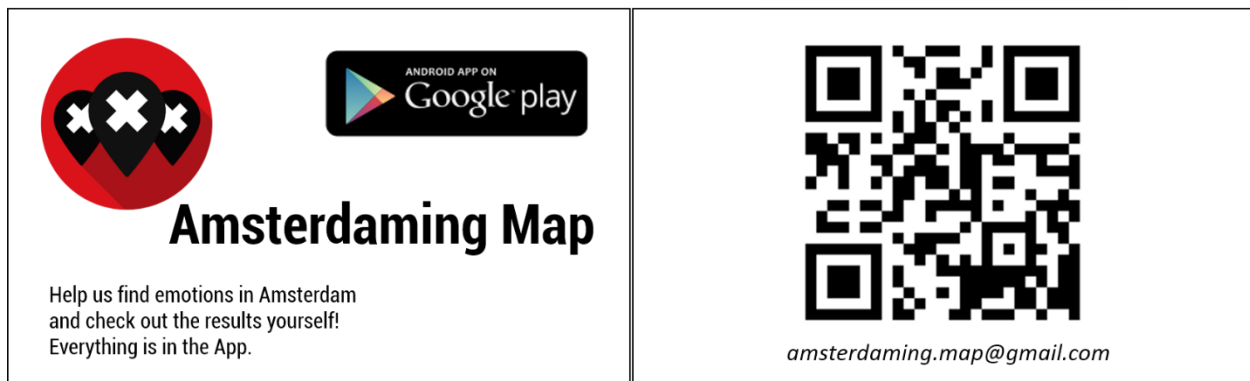 ANDROID APP ON
Google play
Amsterdaming Map
Help us find emotions in Amsterdam
and check out the results yourself!
Everything is in the App.
amsterdaming.map@gmail.com